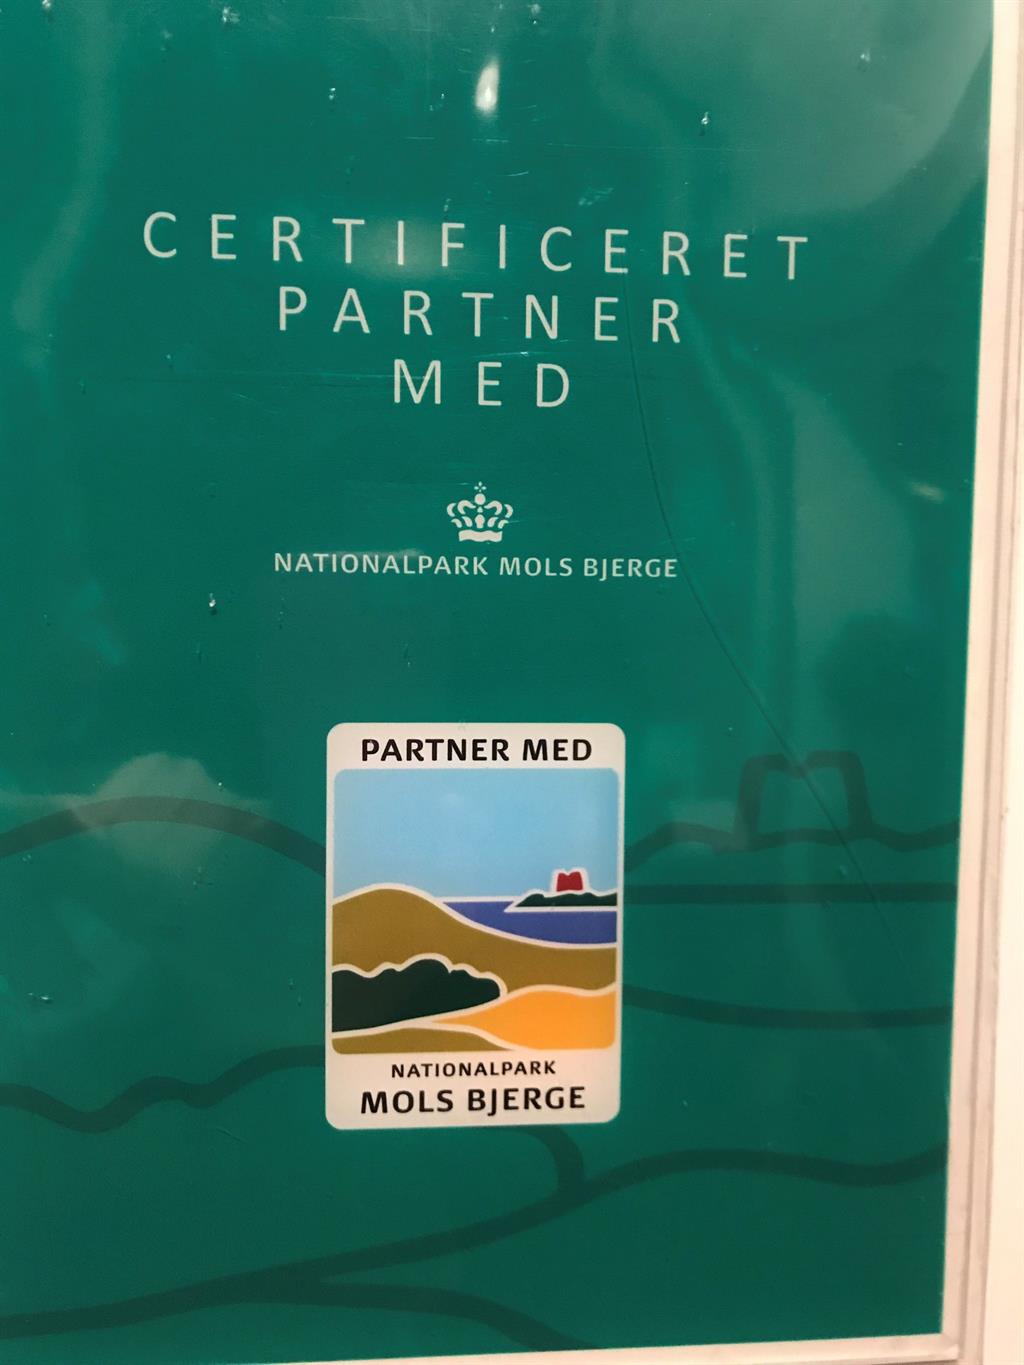 CERTIFICERET
PARTNER
MED
NATIONALPARK MOLS BJERGE
PARTNER MED
NATIONALPARK
MOLS BJERGE